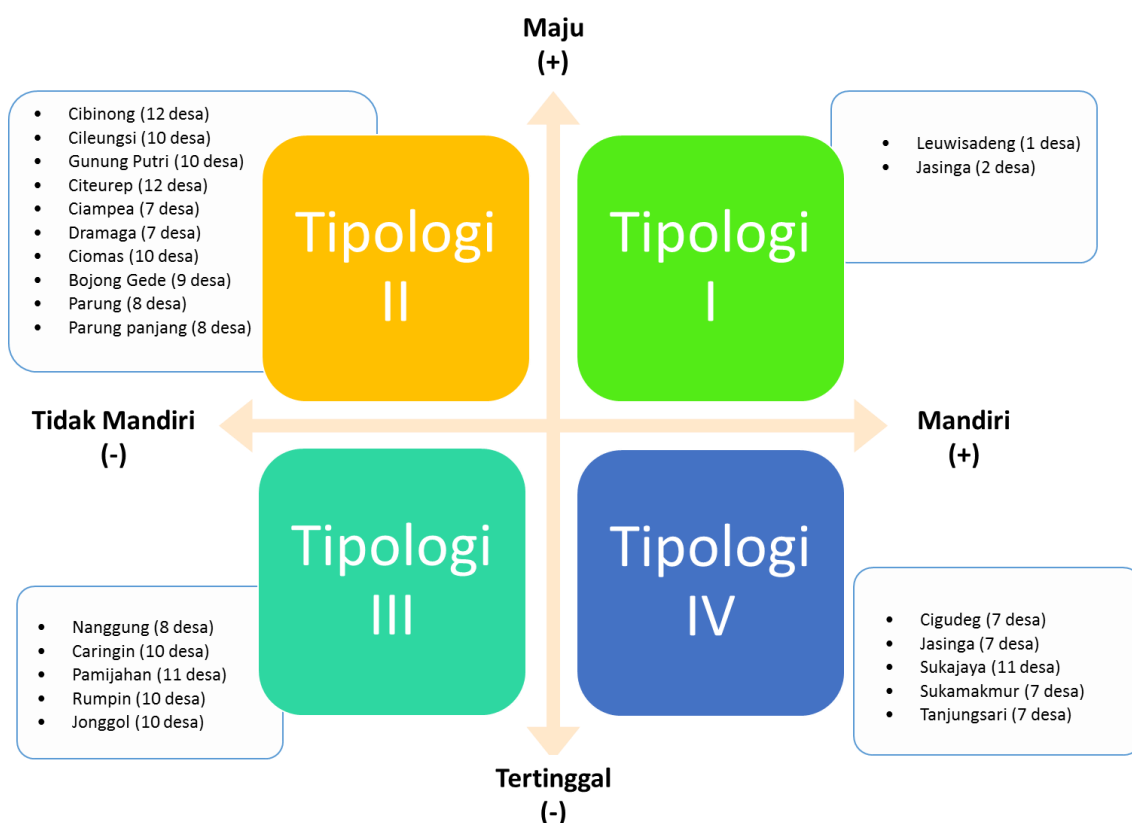 Maju
(+)
• Cibinong (12 desa)
• Cileungsi (10 desa)
• Gunung Putri (10 desa)
• Citeurep (12 desa)
• Ciampea (7 desa)
• Dramaga (7 desa)
• Ciomas (10 desa)
• Bojong Gede (9 desa)
• Parung (8 desa)
• Parung panjang (8 desa)
Tipologi
II
Tipologi
I
• Leuwisadeng (1 desa)
• Jasinga (2 desa)
Tidak Mandiri
(-)
Mandiri
(+)
• Nanggung (8 desa)
• Caringin (10 desa)
• Pamijahan (11 desa)
• Rumpin (10 desa)
• Jonggol (10 desa)
Tipologi
III
Tipologi
IV
• Cigudeg (7 desa)
• Jasinga (7 desa)
• Sukajaya (11 desa)
• Sukamakmur (7 desa)
• Tanjungsari (7 desa)
Tertinggal
(-)